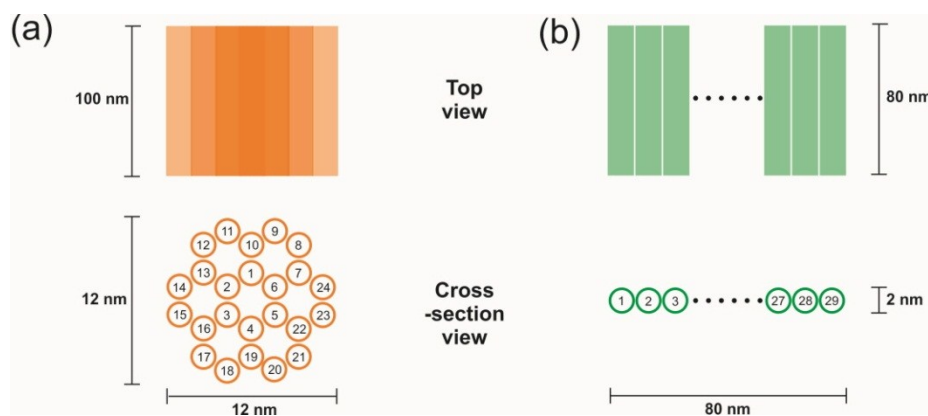 (a)
(b)
100 nm
Top
view
80 nm
12 nm
11
9
12
10
8
13
1
7
14
2
6
24
15
3
5
23
16
4
22
17
19
21
18
20
12 nm
Cross
-section
view
1 2 3
27 28 29
2 nm
80 nm